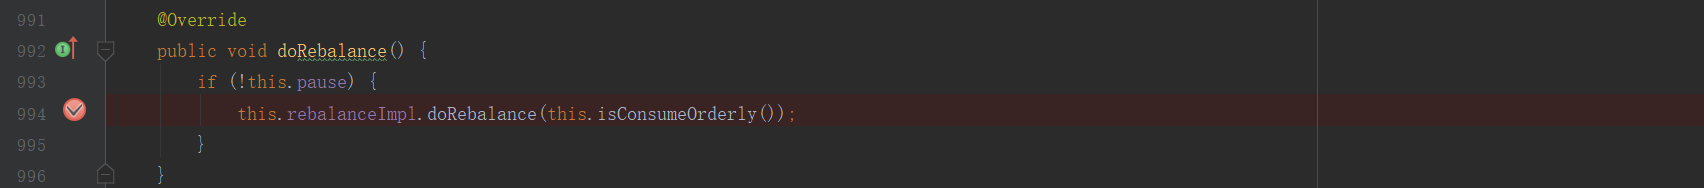 991 @Override
992 I public void doRebalance() {
993 if (!this.pause) {
994 this.rebalanceImpl.doRebalance(this.isConsumeOrderly());
995 }
996 }